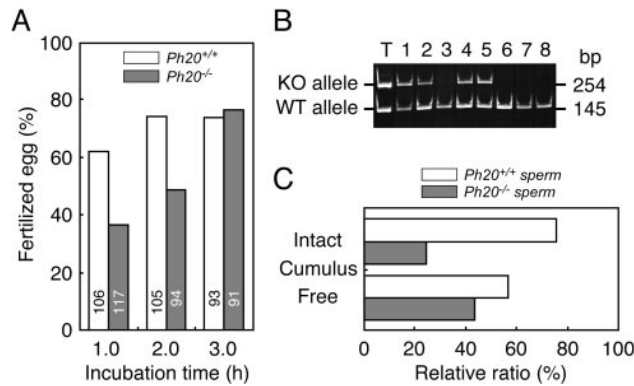 A
Ph20+/+
Ph20-/-
Fertilized egg (%)
100
80
60
40
20
0
106
117
105
94
93
91
1.0 2.0 3.0
Incubation time (h)
B
T 1 2 3 4 5 6 7 8 bp
KO allele 254
WT allele 145
C
Ph20+/+ sperm
Ph20-/- sperm
Intact
Cumulus
Free
0 20 40 60 80 100
Relative ratio (%)